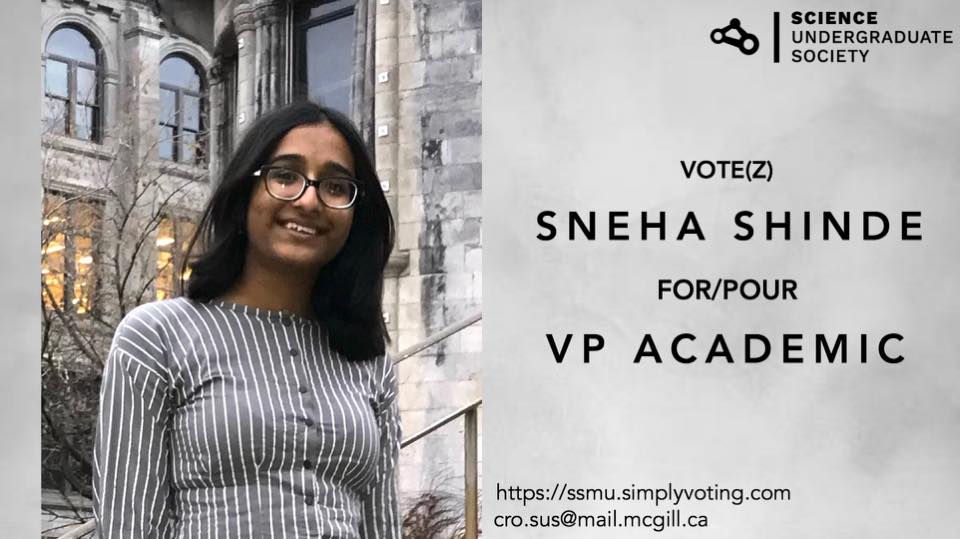 SCIENCE
UNDERGRADUATE
SOCIETY
VOTE(Z)
SNEHA SHINDE
FOR/POUR
VP ACADEMIC
https://ssmu.simplyvoting.com
cro.sus@mail.mcgill.ca